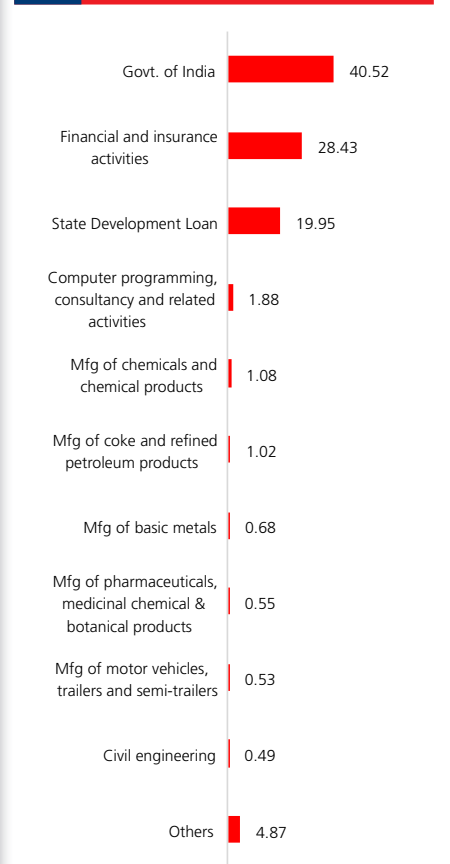 Govt. of India 40.52
Financial and insurance
activities 28.43
State Development Loan 19.95
Computer programming,
consultancy and related
activities 1.88
Mfg of chemicals and
chemical products 1.08
Mfg of coke and refined
petroleum products 1.02
Mfg of basic metals 0.68
Mfg of pharmaceuticals,
medicinal chemical &
botanical products 0.55
Mfg of motor vehicles,
trailers and semi-trailers 0.53
Civil engineering 0.49
Others 4.87